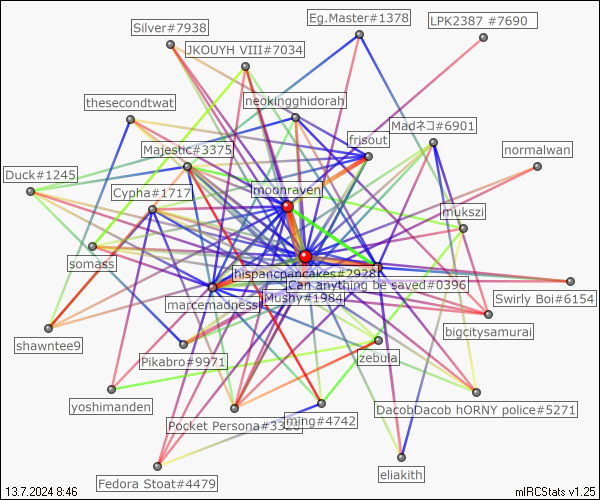 Eg.Master#1378
LPK2387 #7690
Silver#7938
JKOUYH VIII#7034
thesecondtwat
neokingghidorah
Madネコ#6901
frisout
Majestic#3375
normalwan
Duck#1245
Cypha#1717
moonraven
mukszi
somass
hispancpancakes#2928
Can anything be saved#0396
Swirly Boi#6154
marcemadness
Mushy#1984
bigcitysamurai
shawntee9
Pikabro#9971
zebula
yoshimanden
DacobDacob hORNY police#5271
Pocket Persona#3328
ming#4742
Fedora Stoat#4479
eliakith
13.7.2024 8:46
mIRCStats v1.25